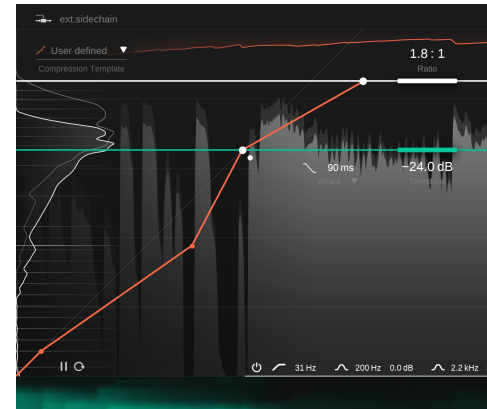 ext.sidechain
User defined
Compression Template
1.8 : 1
Ratio
90 ms
Attack
−24.0 dB
Threshold
31 Hz
200 Hz 0.0 dB
2.2 kHz